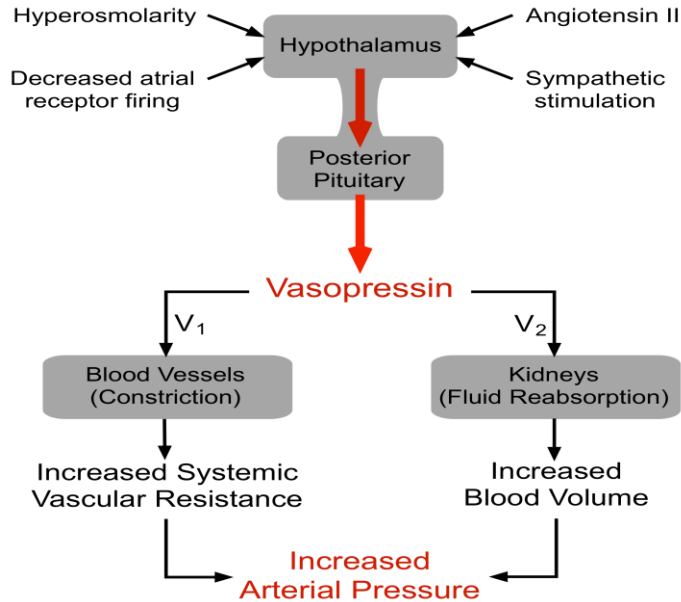 Hyperosmolarity
Hypothalamus
Angiotensin II
Decreased atrial
receptor firing
Sympathetic
stimulation
Posterior
Pituitary
Vasopressin
V1
V2
Blood Vessels
(Constriction)
Kidneys
(Fluid Reabsorption)
Increased Systemic
Vascular Resistance
Increased
Blood Volume
Increased
Arterial Pressure